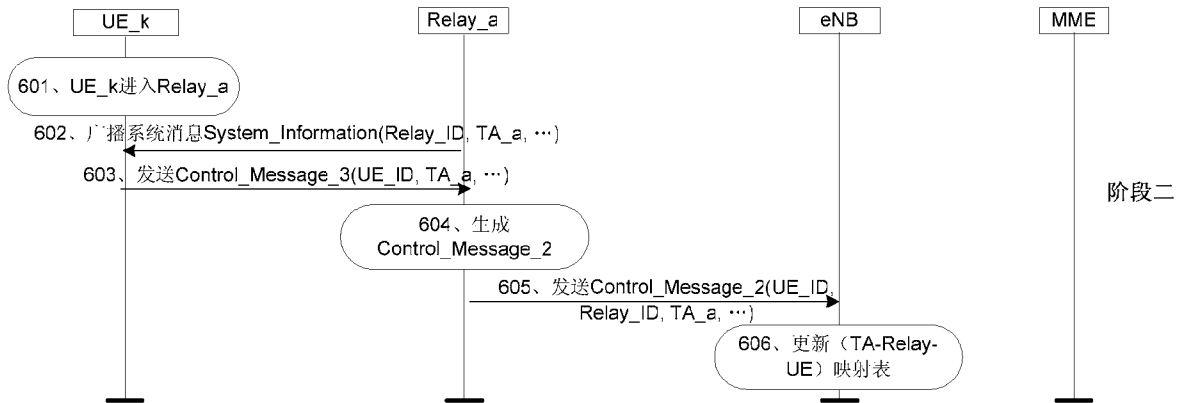 UE_k
Relay_a
eNB
MME
601、UE_k进入Relay_a
602、广播系统消息System_Information(Relay_ID, TA_a, …)
603、发送Control_Message_3(UE_ID, TA_a, …)
阶段二
604、生成
Control_Message_2
605、发送Control_Message_2(UE_ID,
Relay_ID, TA_a, …)
606、更新（TA-Relay-
UE）映射表